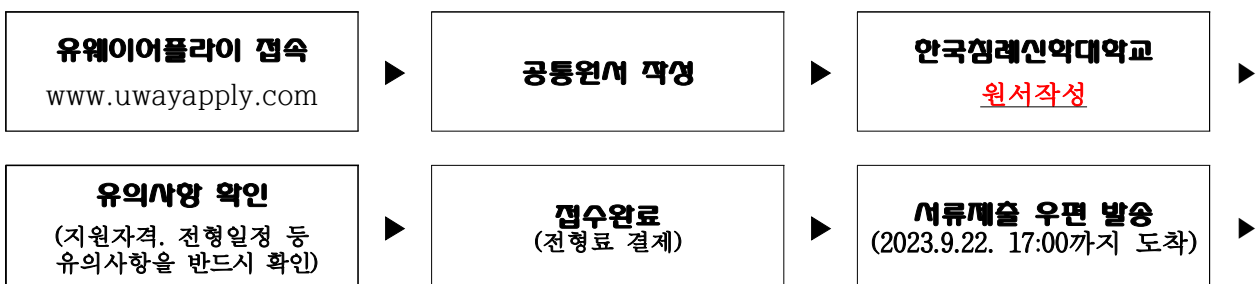 유웨이어플라이 접속
www.uwayapply.com
▶
공통원서 작성
▶
한국침례신학대학교
원서작성
▶
유의사항 확인
(지원자격. 전형일정 등
유의사항을 반드시 확인)
▶
접수완료
(전형료 결제)
▶
서류제출 우편 발송
(2023.9.22. 17:00까지 도착)
▶